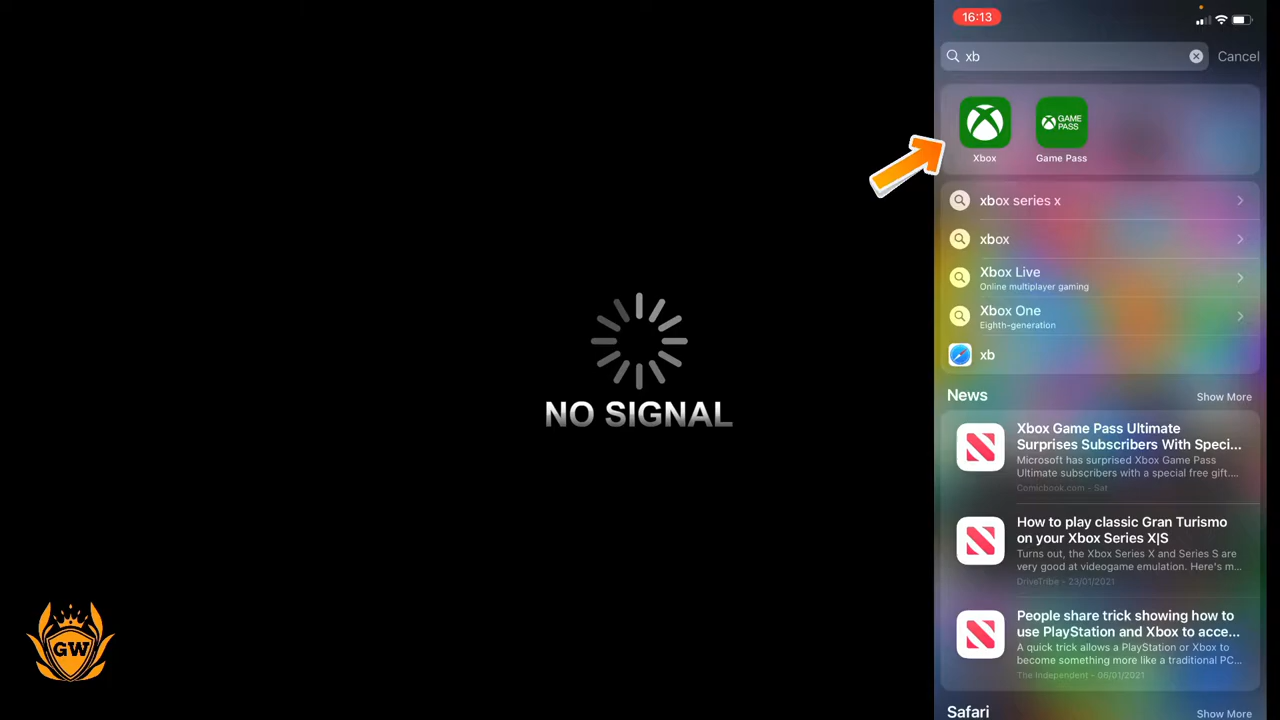 NO SIGNAL
GW
16:13
xb
Cancel
GAME
PASS
Xbox
Game Pass
xbox series x
xbox
Xbox Live
Online multiplayer gaming
Xbox One
Eighth-generation
xb
News
Show More
Xbox Game Pass Ultimate
Surprises Subscribers With Speci...
Microsoft has surprised Xbox Game Pass
Ultimate subscribers with a special free gift....
Comicbook.com - Sat
How to play classic Gran Turismo
on your Xbox Series X|S
Turns out, the Xbox Series X and Series S are
very good at videogame emulation. Here's m...
DriveTribe - 23/01/2021
People share trick showing how to
use PlayStation and Xbox to acce...
A quick trick allows a PlayStation or Xbox to
become something more like a traditional PC...
The Independent - 06/01/2021
Safari
Show More